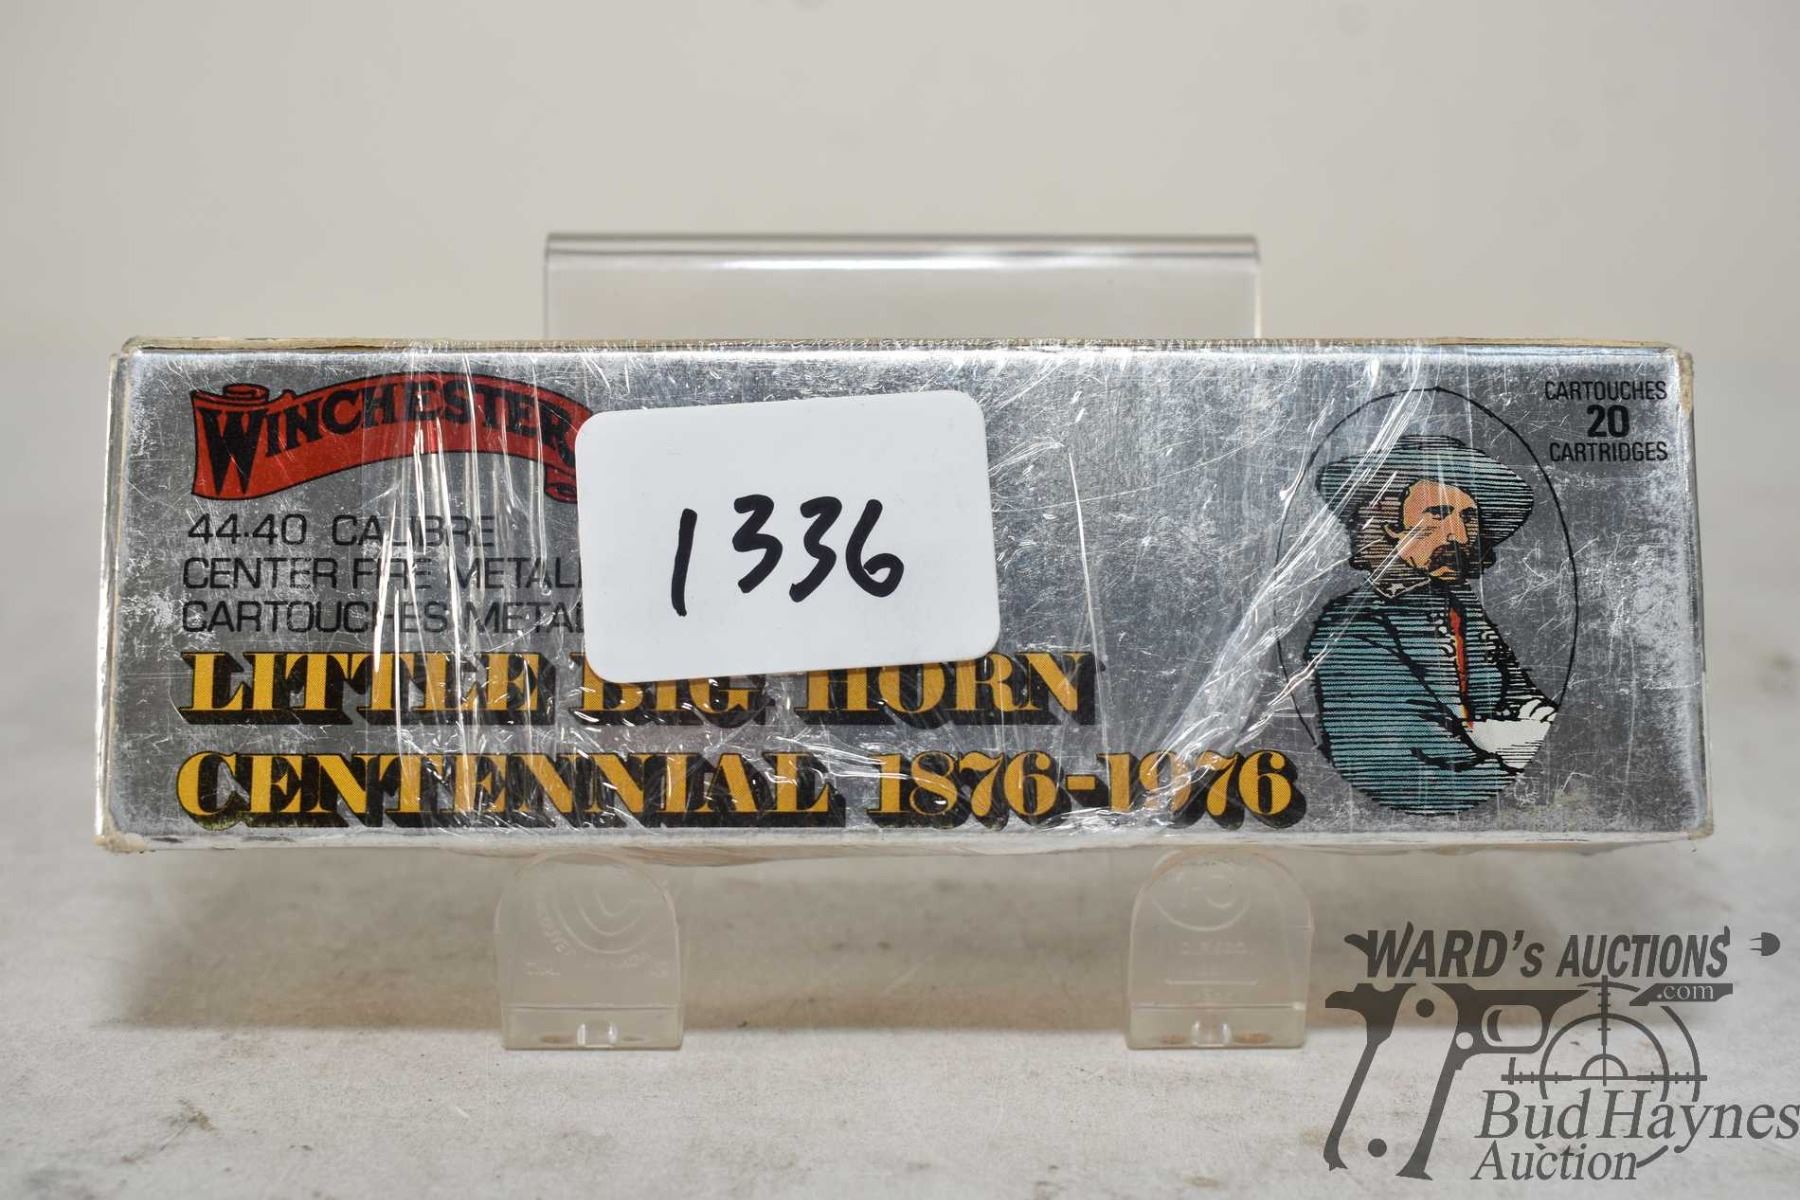 WINCHESTER
44-40 CALIBRE
CENTER FIRE METAL
CARTOUCHES METAL
LITTLE BIG HORN
CENTENNIAL 1876-1976
1336
CARTOUCHES
20
CARTRIDGES
WARD'S AUCTIONS
.com
Bud Haynes
Auction